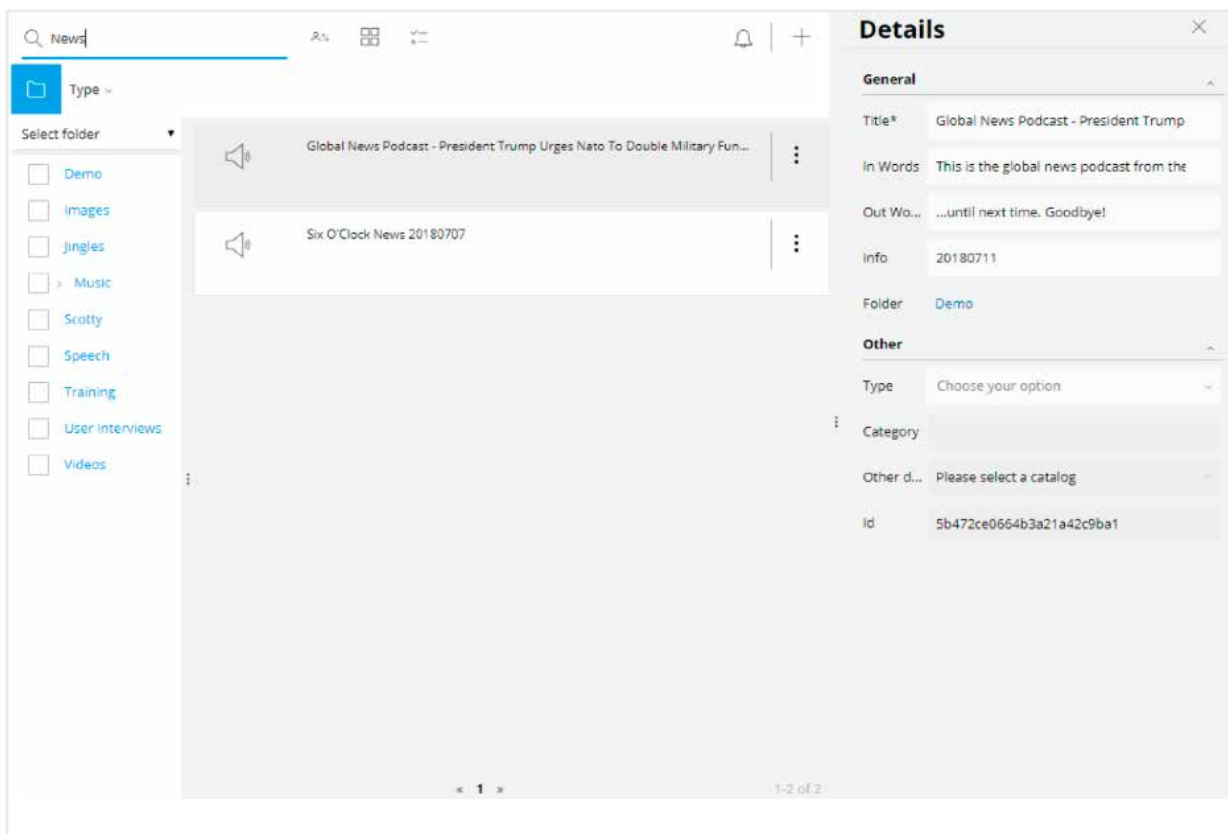 News
Type
Select folder
Demo
Images
Jingles
Music
Scotty
Speech
Training
User Interviews
Videos
Global News Podcast - President Trump Urges Nato To Double Military Fun...
Six O'Clock News 20180707
« 1 »
1-2 of 2
Details
General
Title* Global News Podcast - President Trump
In Words This is the global news podcast from the
Out Wo... ...until next time. Goodbye!
Info 20180711
Folder Demo
Other
Type Choose your option
Category
Other d... Please select a catalog
Id 5b472ce0664b3a21a42c9ba1